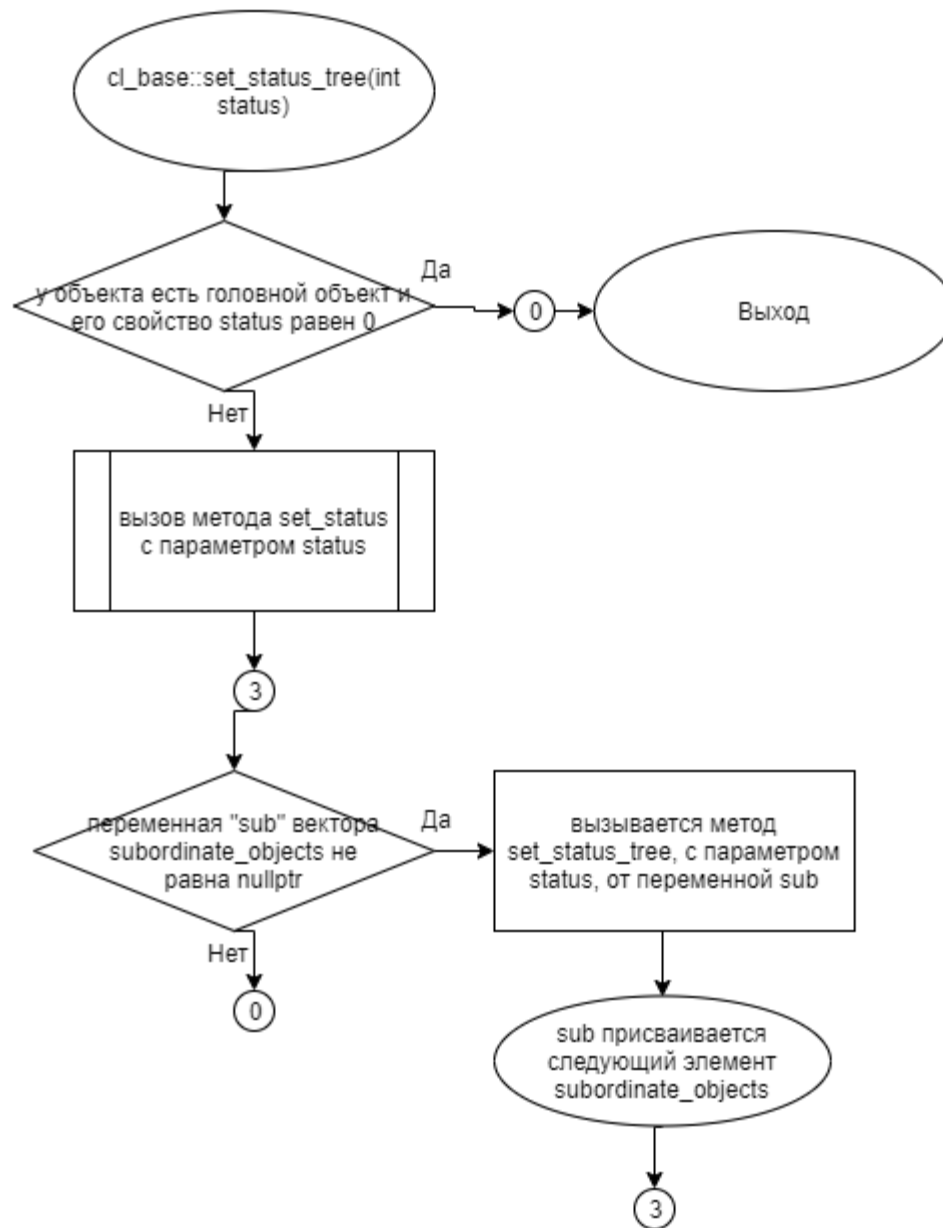 cl_base::set_status_tree(int
status)
у объекта есть головной объект и
его свойство status равен 0
Да
0
Выход
Нет
вызов метода set_status
с параметром status
3
переменная "sub" вектора
subordinate_objects не
равна nullptr
Да
вызывается метод
set_status_tree, с параметром
status, от переменной sub
Нет
0
sub присваивается
следующий элемент
subordinate_objects
3